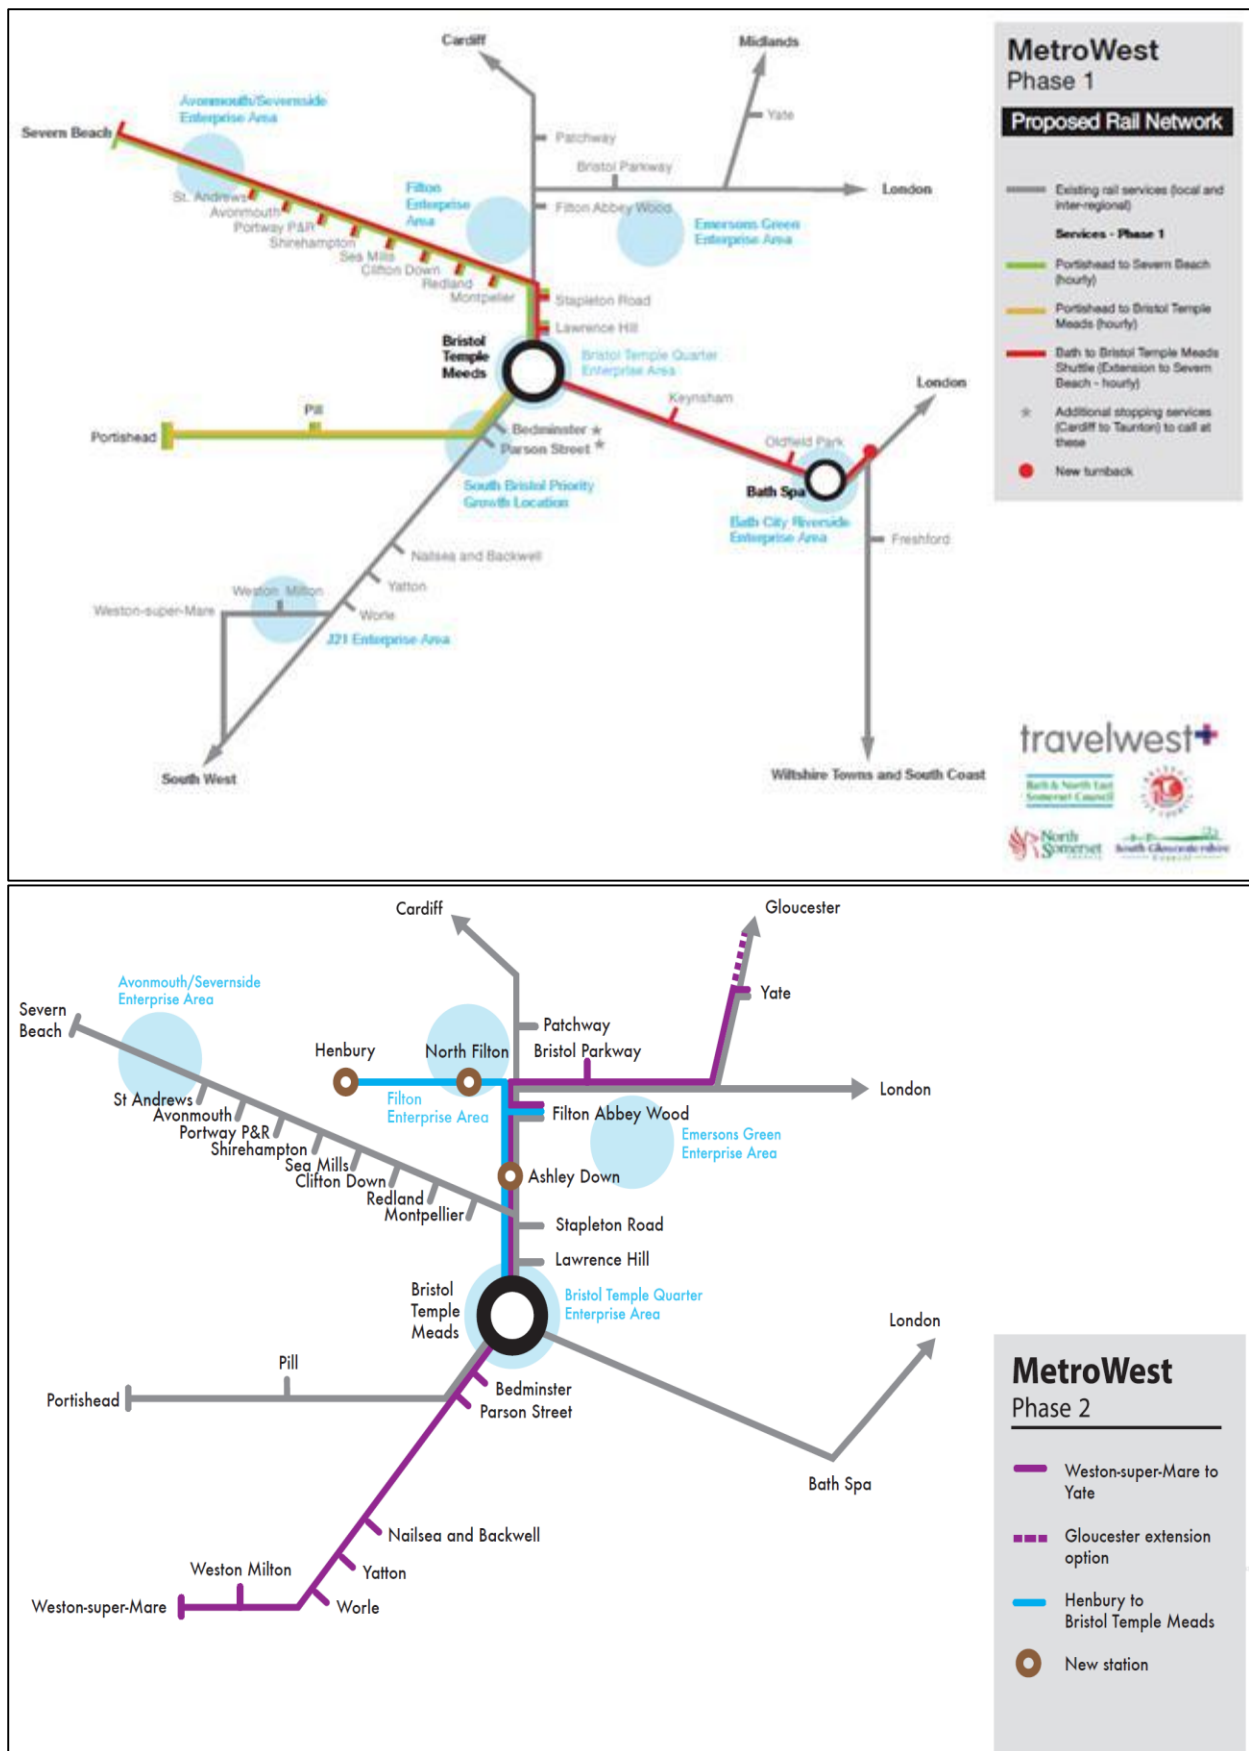 Cardiff
Midlands
MetroWest
Phase 1
Proposed Rail Network
Avonmouth/Severnside
Enterprise Area
Severn Beach
Yate
Patchway
Bristol Parkway
London
Filton
Enterprise
Area
Filton Abbey Wood
Emersons Green
Enterprise Area
St. Andrews
Avonmouth
Portway P&R
Shirehampton
Sea Mills
Clifton Down
Redland
Montpelier
Stapleton Road
Lawrence Hill
Bristol
Temple
Meeds
Bristol Temple Quarter
Enterprise Area
Existing rail services (local and
inter-regional)
Services - Phase 1
Portishead to Severn Beach
(hourly)
Portishead to Bristol Temple
Meads (hourly)
Bath to Bristol Temple Meads
Shuttle (Extension to Severn
Beach - hourly)
Additional stopping services
(Cardiff to Taunton) to call at
these
New turnback
London
Keynsham
Pill
Portishead
Bedminster
Parson Street
Oldfield Park
Bath Spa
South Bristol Priority
Growth Location
Bath City Riverside
Enterprise Area
Freshford
Nailsea and Backwell
Yatton
Weston Milton
Weston-super-Mare
Worle
J21 Enterprise Area
South West
Wiltshire Towns and South Coast
travelwest+
Bath & North East
Somerset Council
North
Somerset
South Gloucestershire
Council
Cardiff
Gloucester
Avonmouth/Severnside
Enterprise Area
Severn
Beach
Yate
Patchway
Henbury
North Filton
Bristol Parkway
London
Filton
Enterprise Area
Filton Abbey Wood
Emersons Green
Enterprise Area
St Andrews
Avonmouth
Portway P&R
Shirehampton
Sea Mills
Clifton Down
Redland
Montpellier
Ashley Down
Stapleton Road
Lawrence Hill
Bristol
Temple
Meads
Bristol Temple Quarter
Enterprise Area
London
Pill
Portishead
Bedminster
Parson Street
Bath Spa
Nailsea and Backwell
Yatton
Weston Milton
Weston-super-Mare
Worle
MetroWest
Phase 2
Weston-super-Mare to
Yate
Gloucester extension
option
Henbury to
Bristol Temple Meads
New station